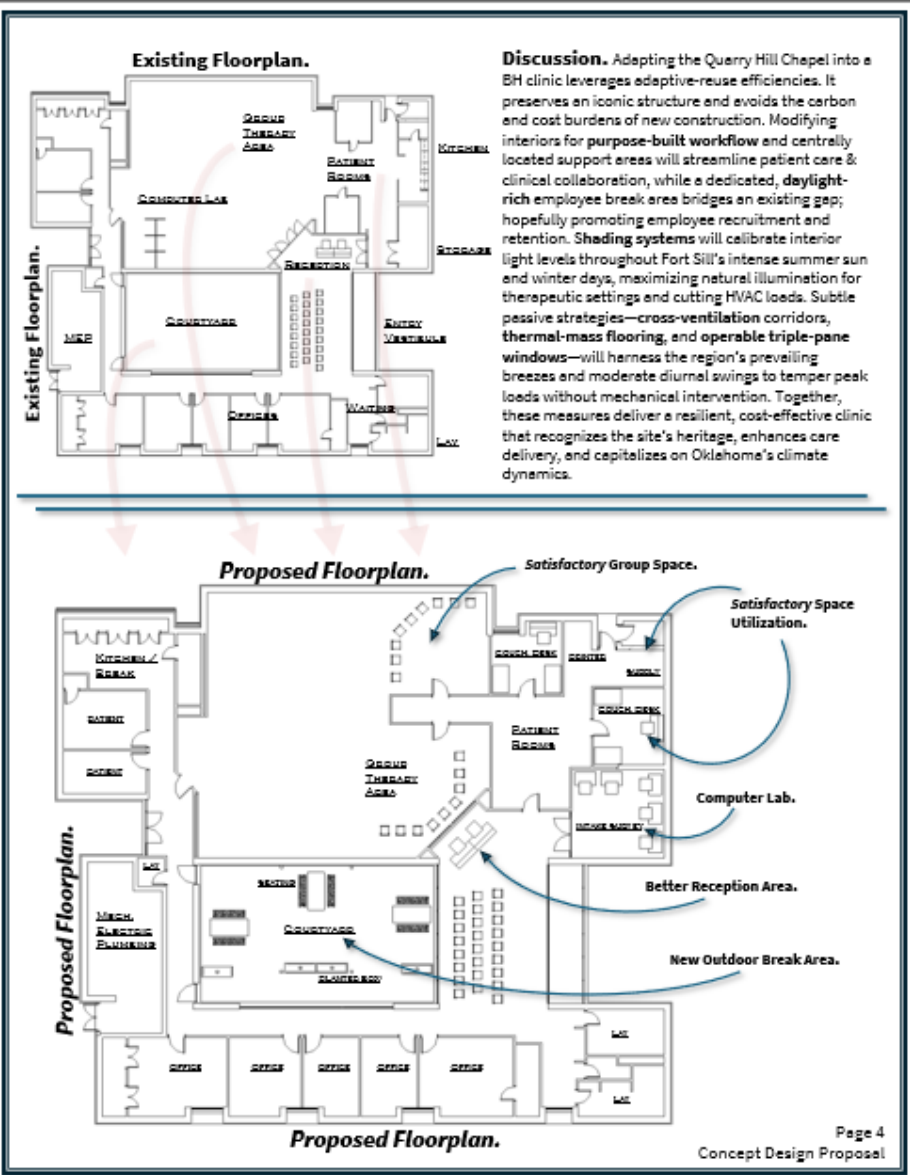 Existing Floorplan.
Discussion. Adapting the Quarry Hill Chapel into a
BH clinic leverages adaptive-reuse efficiencies. It
preserves an iconic structure and avoids the carbon
and cost burdens of new construction. Modifying
interiors for purpose-built workflow and centrally
located support areas will streamline patient care &
clinical collaboration, while a dedicated, daylight-
rich employee break area bridges an existing gap;
hopefully promoting employee recruitment and
retention. Shading systems will calibrate interior
light levels throughout Fort Sill's intense summer sun
and winter days, maximizing natural illumination for
therapeutic settings and cutting HVAC loads. Subtle
passive strategies—cross-ventilation corridors,
thermal-mass flooring, and operable triple-pane
windows—will harness the region's prevailing
breezes and moderate diurnal swings to temper peak
loads without mechanical intervention. Together,
these measures deliver a resilient, cost-effective clinic
that recognizes the site's heritage, enhances care
delivery, and capitalizes on Oklahoma's climate
dynamics.
Group
Therapy
Area
Kitchen
Patient
Rooms
Computer Lab
Storage
Reception
Existing Floorplan.
MEP
Courtyard
Entry
Vestibule
Offices
Waiting
Lav
Proposed Floorplan.
Satisfactory Group Space.
Satisfactory Space
Utilization.
Kitchen /
Break
Couch, Desk
Supply
Patient
Couch, Desk
Patient
Rooms
Patient
Group
Therapy
Area
Computer Lab.
Better Reception Area.
Proposed Floorplan.
Lav
Seating
Mech.
Electric
Plumbing
Courtyard
New Outdoor Break Area.
Planter Box
Lav
Office
Office
Office
Office
Office
Lav
Proposed Floorplan.
Page 4
Concept Design Proposal